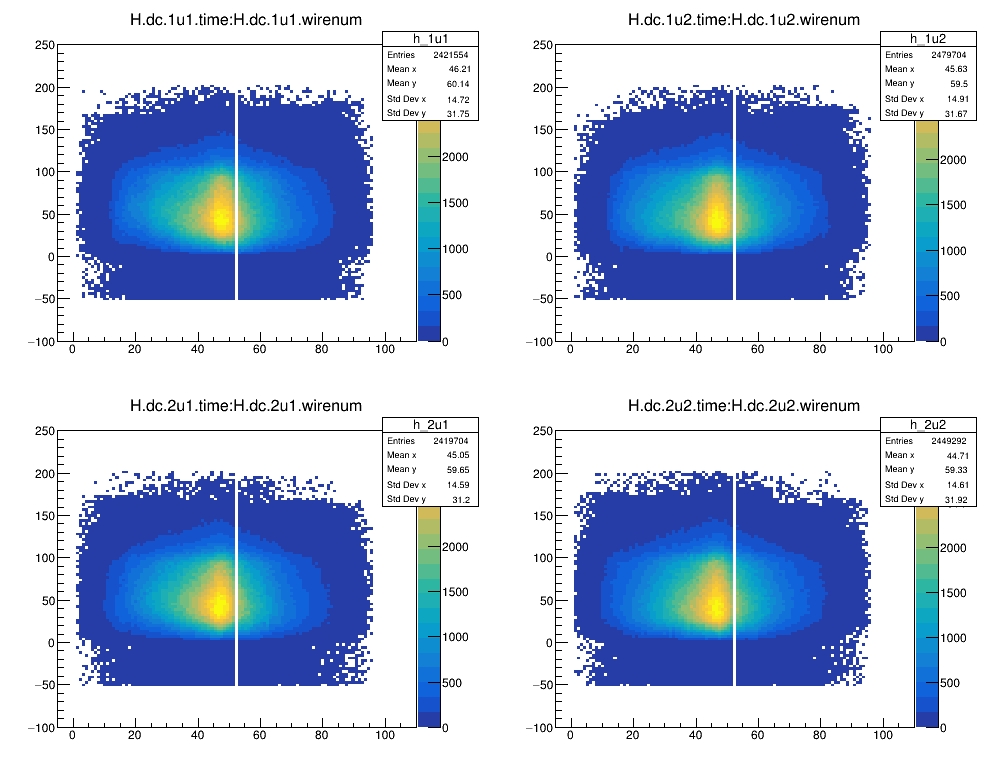 H.dc.1u1.time:H.dc.1u1.wirenum
h_1u1
Entries 2421554
Mean x 46.21
Mean y 60.14
Std Dev x 14.72
Std Dev y 31.75
250
200
150
100
50
0
−50
−100
0 20 40 60 80 100
2000
1500
1000
500
0
H.dc.1u2.time:H.dc.1u2.wirenum
h_1u2
Entries 2479704
Mean x 45.63
Mean y 59.5
Std Dev x 14.91
Std Dev y 31.67
250
200
150
100
50
0
−50
−100
0 20 40 60 80 100
2000
1500
1000
500
0
H.dc.2u1.time:H.dc.2u1.wirenum
h_2u1
Entries 2419704
Mean x 45.05
Mean y 59.65
Std Dev x 14.59
Std Dev y 31.2
250
200
150
100
50
0
−50
−100
0 20 40 60 80 100
2000
1500
1000
500
0
H.dc.2u2.time:H.dc.2u2.wirenum
h_2u2
Entries 2449292
Mean x 44.71
Mean y 59.33
Std Dev x 14.61
Std Dev y 31.92
250
200
150
100
50
0
−50
−100
0 20 40 60 80 100
2000
1500
1000
500
0